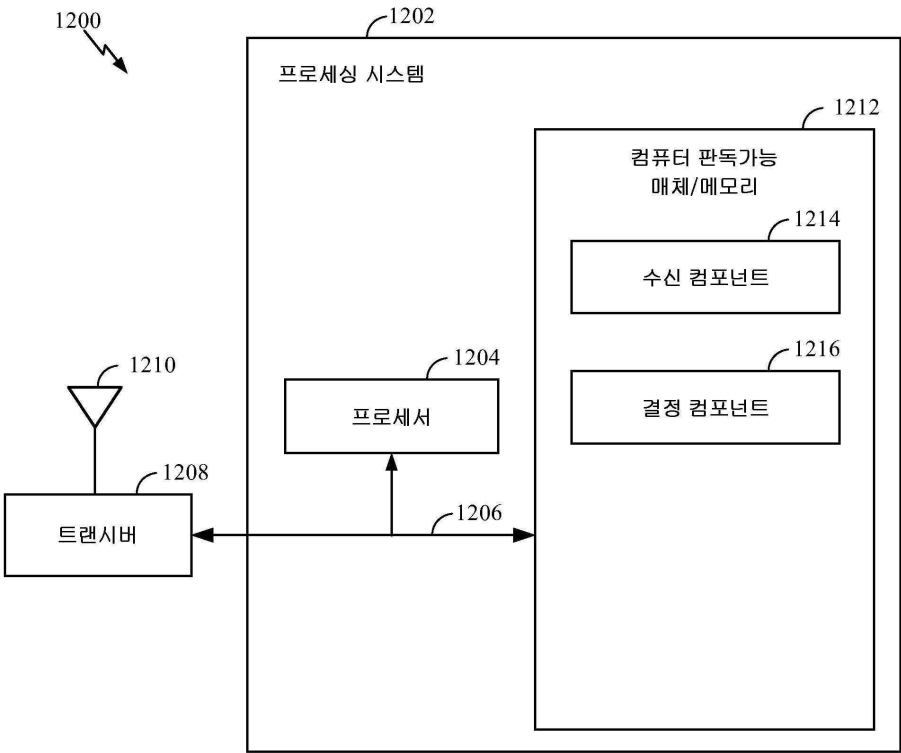 1200
1202
프로세싱 시스템
1212
컴퓨터 판독가능
매체/메모리
1214
수신 컴포넌트
1216
결정 컴포넌트
1204
프로세서
1210
1208
트랜시버
1206